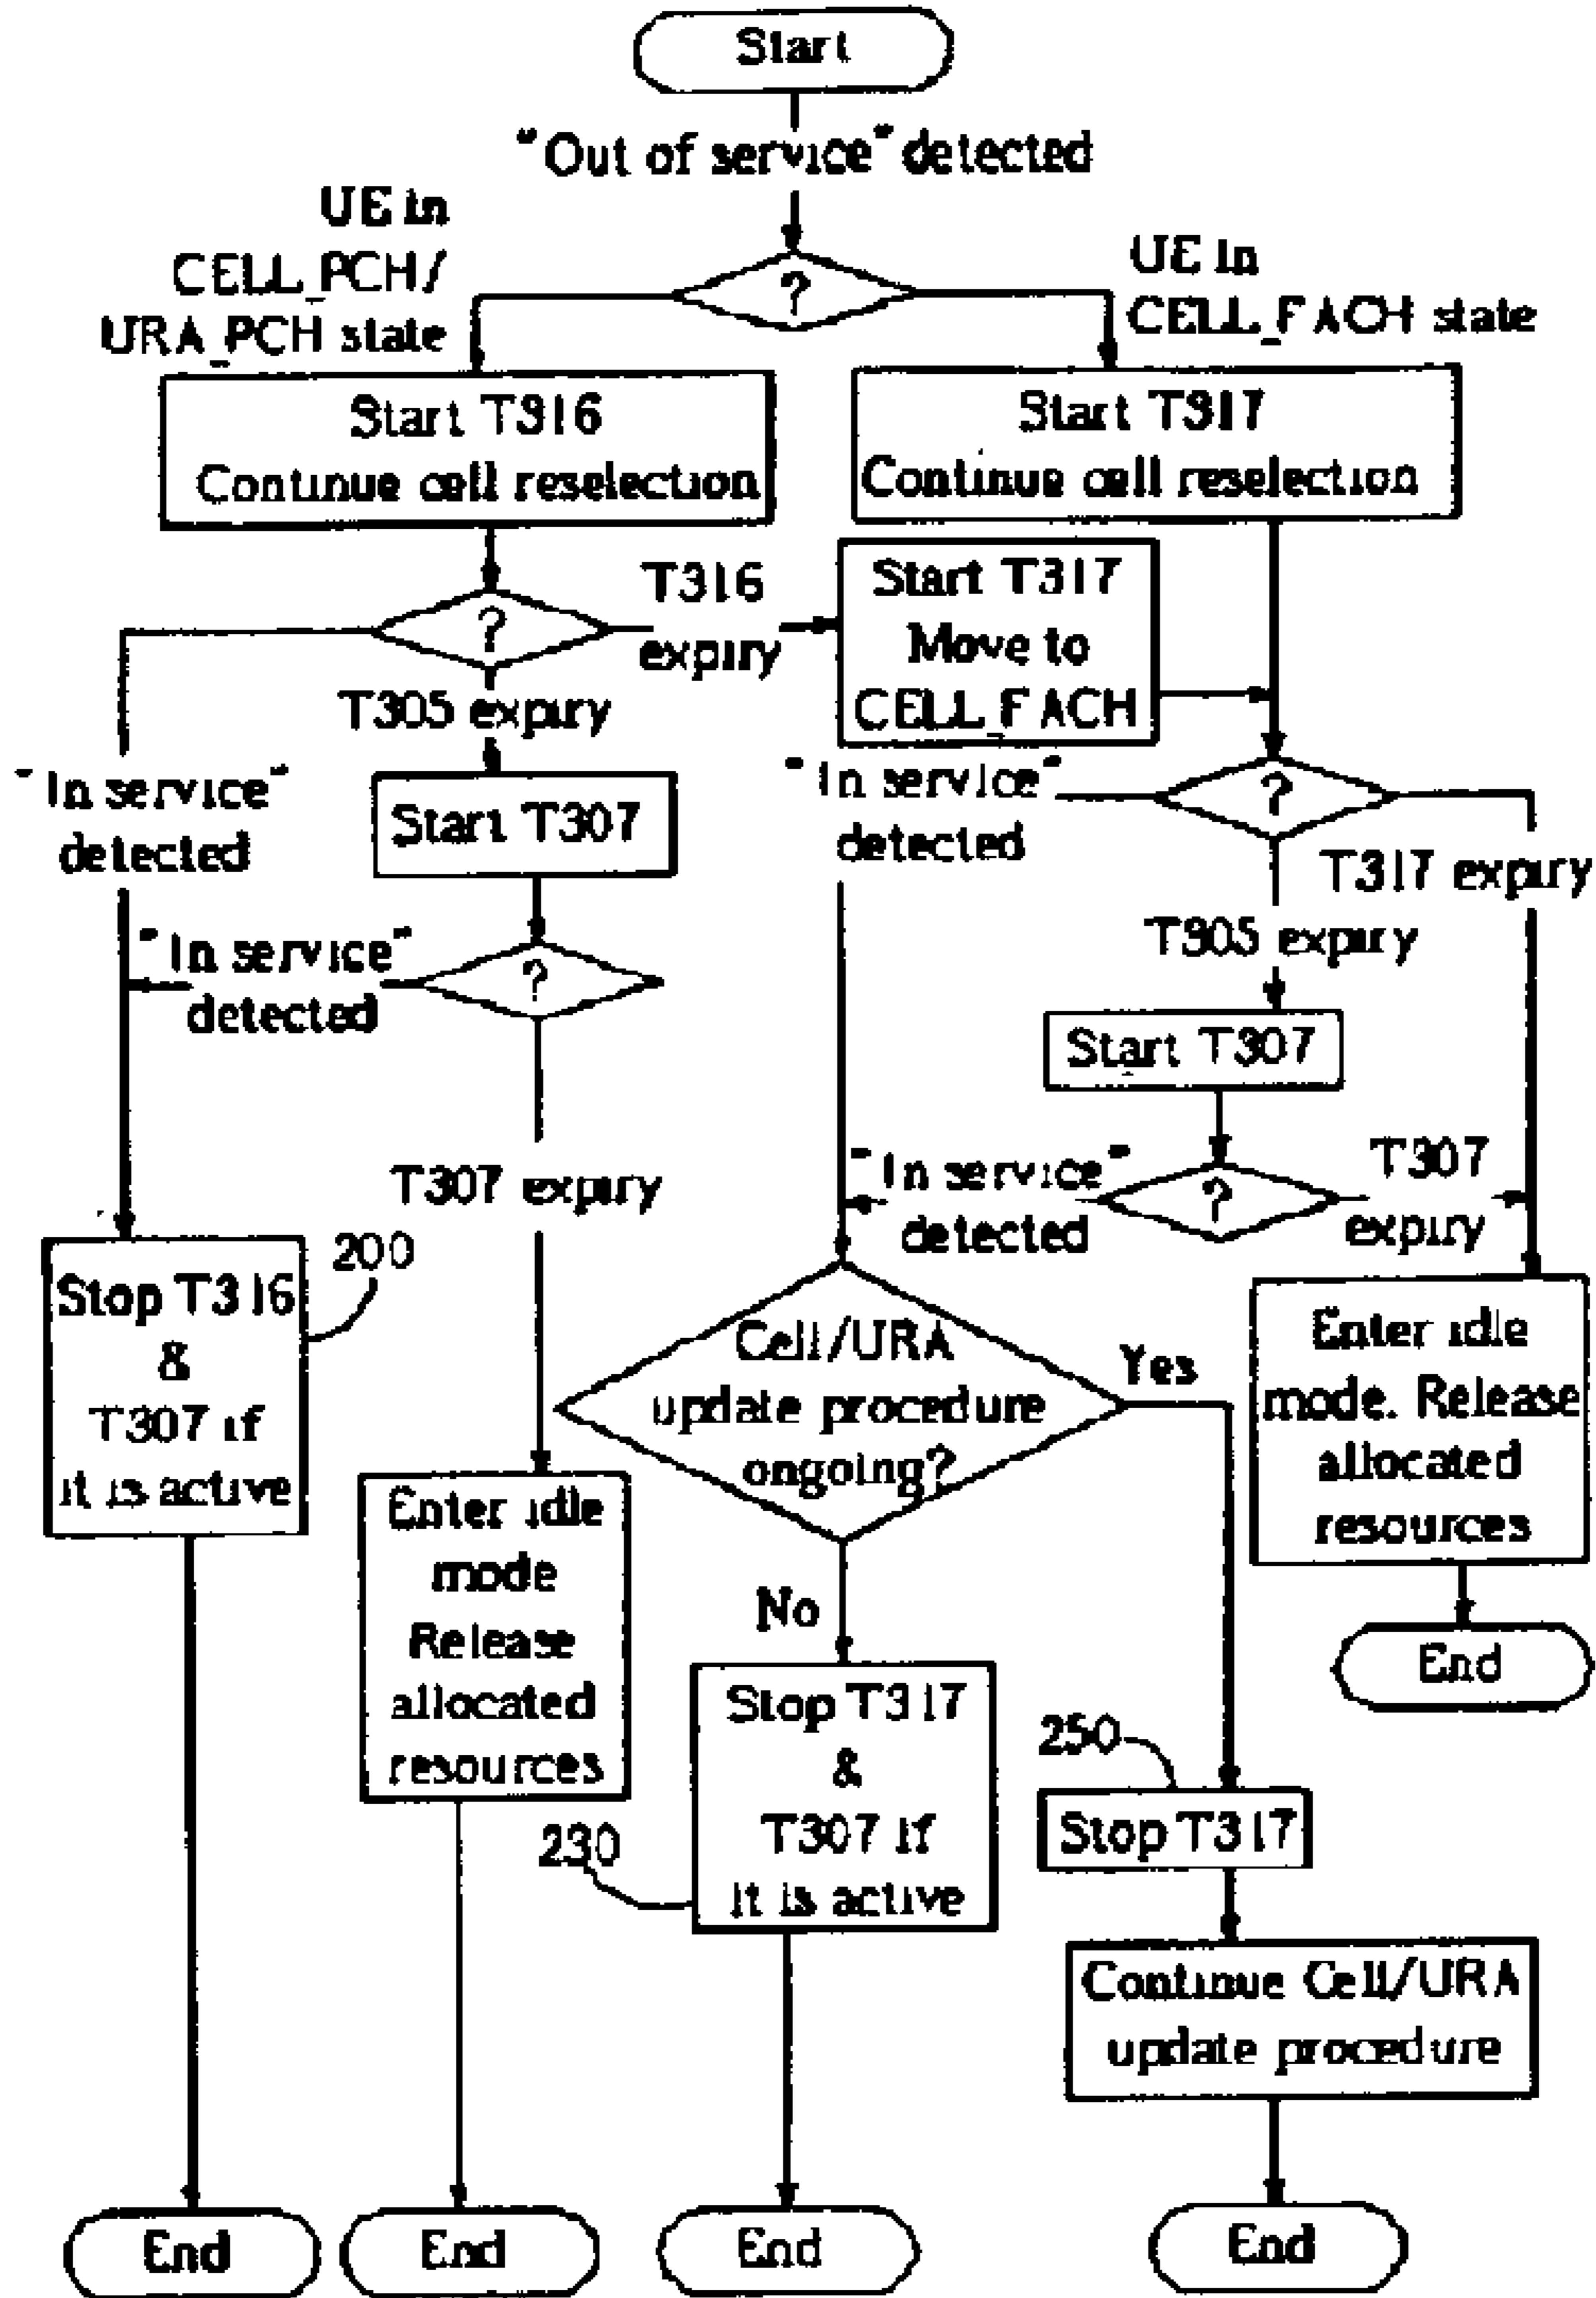 Start
"Out of service" detected
UE in
CELL_PCH/
URA_PCH state
?
UE in
CELL_FACH state
Start T316
Continue cell reselection
Start T317
Continue cell reselection
?
T316
expiry
Start T317
Move to
CELL_FACH
T305 expiry
"In service"
detected
Start T307
"In service"
detected
?
T317 expiry
"In service"
detected
?
T305 expiry
Start T307
T307 expiry
"In service"
detected
?
T307
expiry
200
Stop T316
&
T307 if
it is active
Cell/URA
update procedure
ongoing?
Yes
No
Enter idle
mode. Release
allocated
resources
End
Enter idle
mode
Release
allocated
resources
Stop T317
&
T307 if
it is active
230
250
Stop T317
Continue Cell/URA
update procedure
End
End
End
End